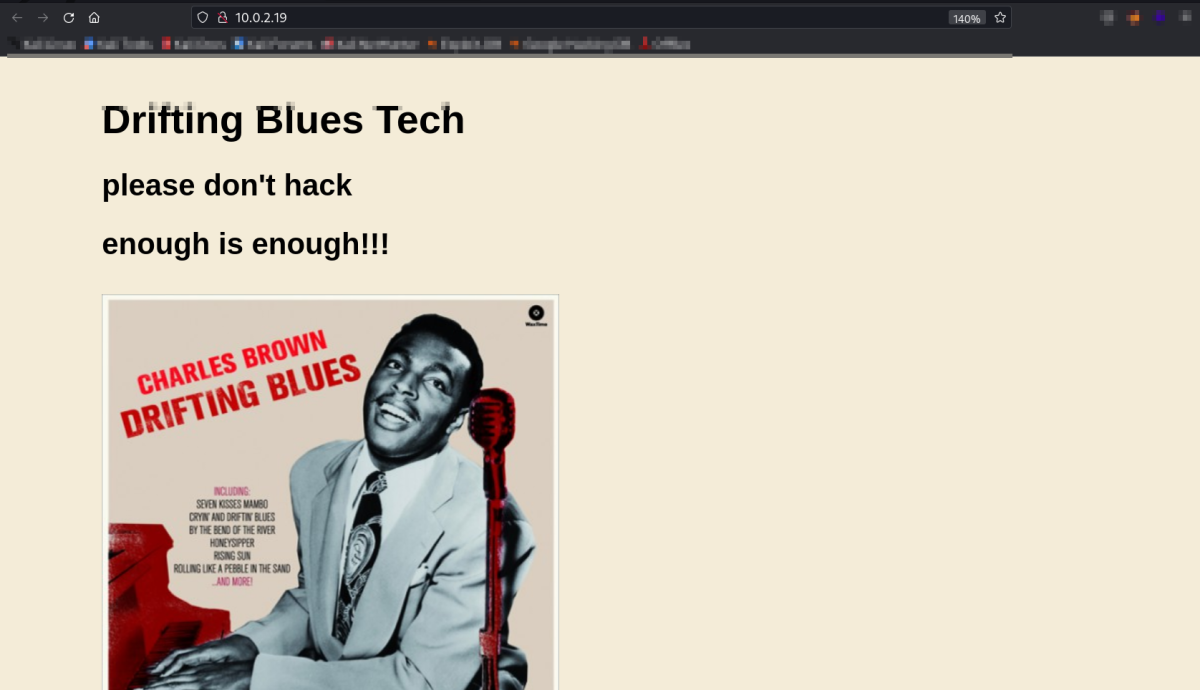 10.0.2.19
140%
Drifting Blues Tech
please don't hack
enough is enough!!!
WaxTime
CHARLES BROWN
DRIFTING BLUES
INCLUDING:
SEVEN KISSES MAMBO
CRYIN' AND DRIFTIN' BLUES
BY THE BEND OF THE RIVER
HONEYSIPPER
RISING SUN
ROLLING LIKE A PEBBLE IN THE SAND
...AND MORE!